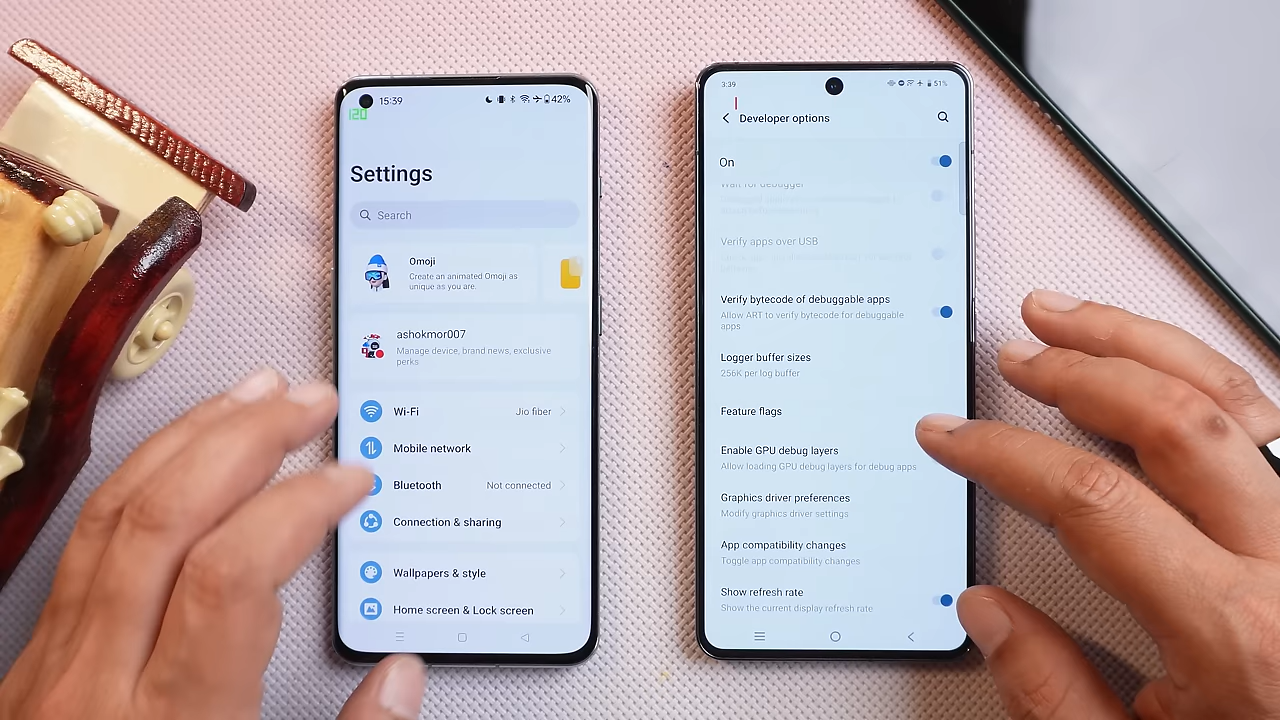 15:39
42%
120
Settings
Search
Omoji
Create an animated Omoji as
unique as you are.
ashokmor007
Manage device, brand news, exclusive
perks
Wi-Fi
Jio fiber
Mobile network
Bluetooth
Not connected
Connection & sharing
Wallpapers & style
Home screen & Lock screen
3:39
51%
Developer options
On
Wait for debugger
Verify apps over USB
Verify bytecode of debuggable apps
Allow ART to verify bytecode for debuggable
apps
Logger buffer sizes
256K per log buffer
Feature flags
Enable GPU debug layers
Allow loading GPU debug layers for debug apps
Graphics driver preferences
Modify graphics driver settings
App compatibility changes
Toggle app compatibility changes
Show refresh rate
Show the current display refresh rate